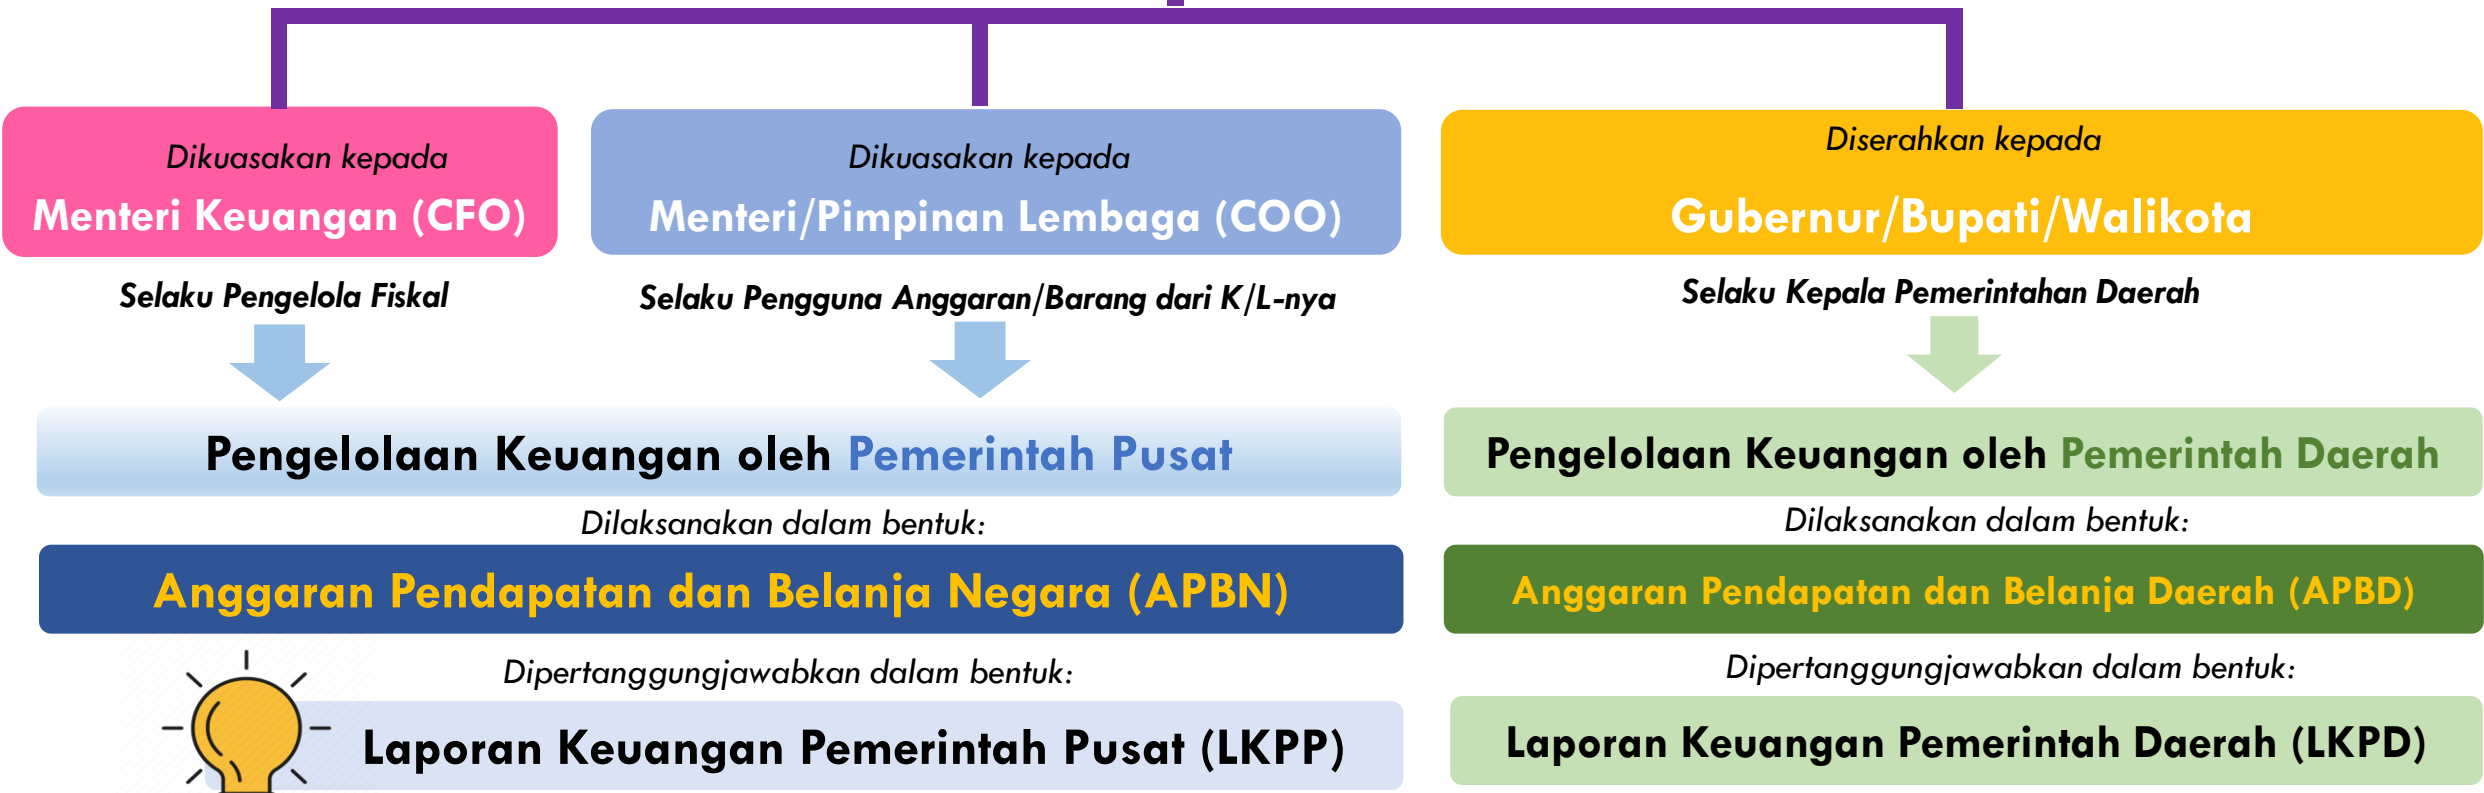 Dikuasakan kepada
Menteri Keuangan (CFO)
Selaku Pengelola Fiskal
Dikuasakan kepada
Menteri/Pimpinan Lembaga (COO)
Selaku Pengguna Anggaran/Barang dari K/L-nya
Diserahkan kepada
Gubernur/Bupati/Walikota
Selaku Kepala Pemerintahan Daerah
Pengelolaan Keuangan oleh Pemerintah Pusat
Dilaksanakan dalam bentuk:
Anggaran Pendapatan dan Belanja Negara (APBN)
Dipertanggungjawabkan dalam bentuk:
Laporan Keuangan Pemerintah Pusat (LKPP)
Pengelolaan Keuangan oleh Pemerintah Daerah
Dilaksanakan dalam bentuk:
Anggaran Pendapatan dan Belanja Daerah (APBD)
Dipertanggungjawabkan dalam bentuk:
Laporan Keuangan Pemerintah Daerah (LKPD)